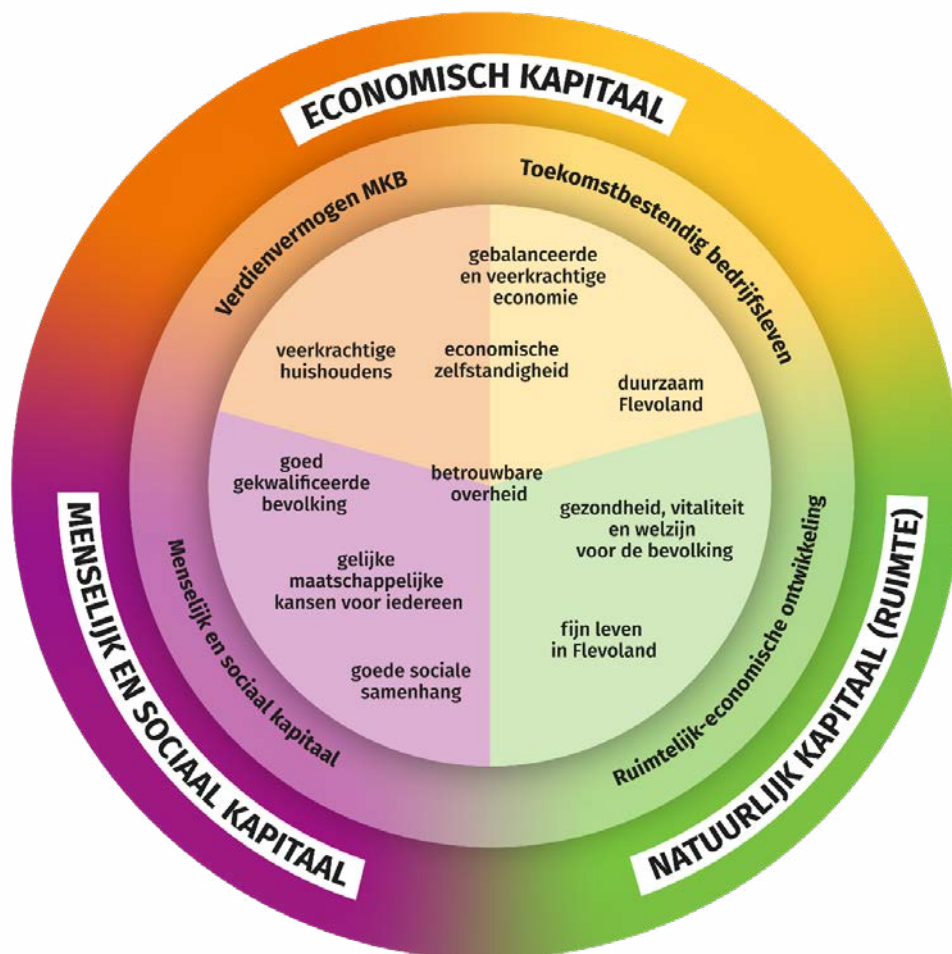 ECONOMISCH KAPITAAL
Verdienvermogen MKB
Toekomstbestendig bedrijfsleven
gebalanceerde
en veerkrachtige
economie
veerkrachtige
huishoudens
economische
zelfstandigheid
duurzaam
Flevoland
goed
gekwalificeerde
bevolking
betrouwbare
overheid
gezondheid, vitaliteit
en welzijn
voor de bevolking
gelijke
maatschappelijke
kansen voor iedereen
fijn leven
in Flevoland
goede sociale
samenhang
Menselijk en sociaal kapitaal
Ruimtelijk-economische ontwikkeling
MENSELIJK EN SOCIAAL KAPITAAL
NATUURLIJK KAPITAAL (RUIMTE)